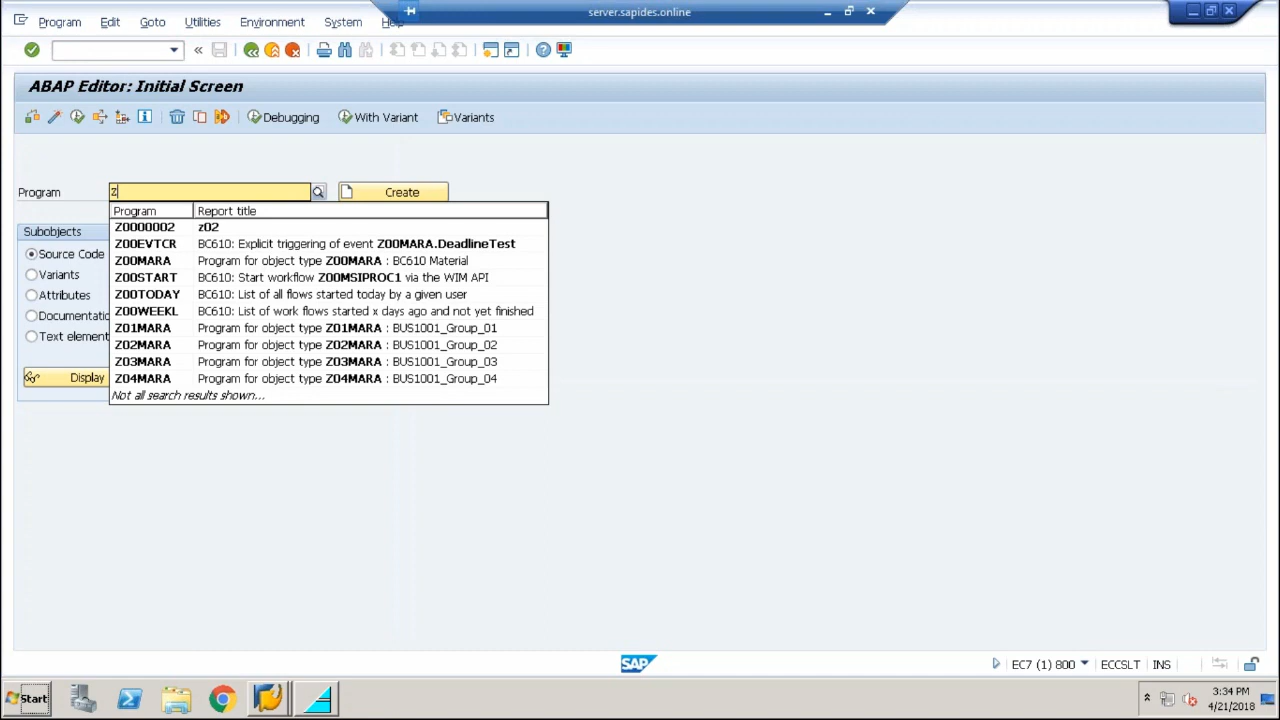 server.sapides.online
Program Edit Goto Utilities Environment System Help
ABAP Editor: Initial Screen
Debugging With Variant Variants
Program z Create
Program Report title
Z0000002 z02
Z00EVTCR BC610: Explicit triggering of event Z00MARA.DeadlineTest
Z00MARA Program for object type Z00MARA : BC610 Material
Z00START BC610: Start workflow Z00MSIPROC1 via the WIM API
Z00TODAY BC610: List of all flows started today by a given user
Z00WEEKL BC610: List of work flows started x days ago and not yet finished
Z01MARA Program for object type Z01MARA : BUS1001_Group_01
Z02MARA Program for object type Z02MARA : BUS1001_Group_02
Z03MARA Program for object type Z03MARA : BUS1001_Group_03
Z04MARA Program for object type Z04MARA : BUS1001_Group_04
Not all search results shown...
Subobjects
Source Code
Variants
Attributes
Documentatio
Text element
Display
SAP
EC7 (1) 800 ECCSLT INS
Start
3:34 PM
4/21/2018